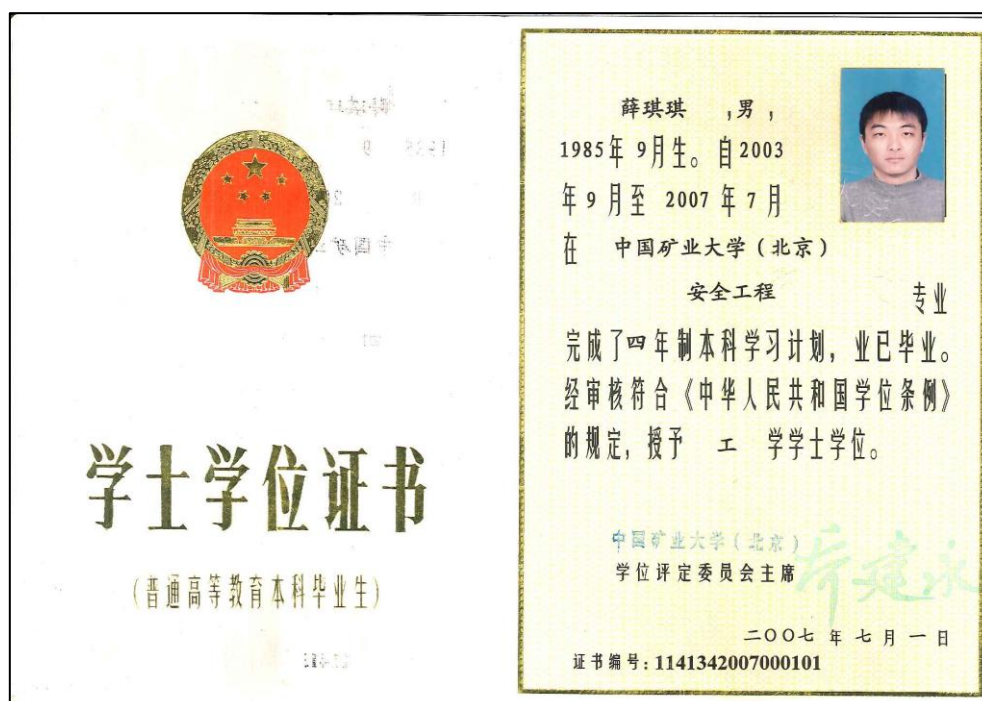 学士学位证书
(普通高等教育本科毕业生)
薛琪琪 ,男,
1985年9月生。自2003
年9月至2007年7月
在 中国矿业大学(北京)
安全工程 专业
完成了四年制本科学习计划,业已毕业。
经审核符合《中华人民共和国学位条例》
的规定,授予 工 学学士学位。
中国矿业大学(北京)
学位评定委员会主席
二〇〇七年七月一日
证书编号:1141342007000101